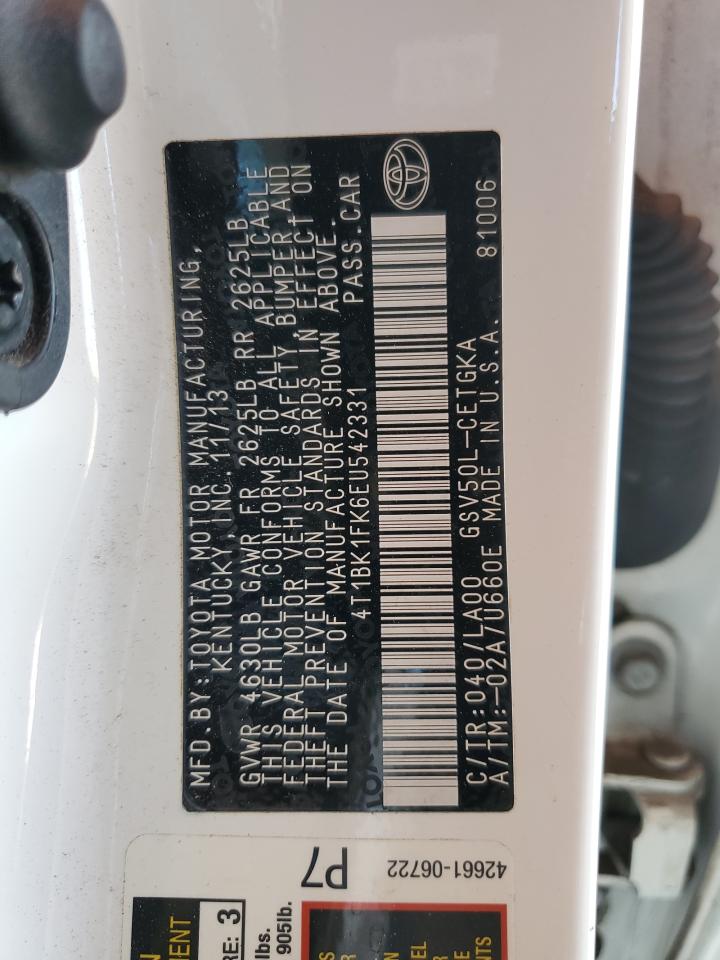 MFD.BY:TOYOTA MOTOR MANUFACTURING,
KENTUCKY,INC. 11/13
GVWR 4630LB GAWR FR 2625LB RR 2625LB
THIS VEHICLE CONFORMS TO ALL APPLICABLE
FEDERAL MOTOR VEHICLE SAFETY,BUMPER,AND
THEFT PREVENTION STANDARDS IN EFFECT ON
THE DATE OF MANUFACTURE SHOWN ABOVE.
4T1BK1FK6EU542331 PASS.CAR
C/TR:040/LA00 GSV50L-CETGKA
A/TM:-02A/U660E MADE IN U.S.A. 81006
P7
42661-06722
3
lbs.
905lb.